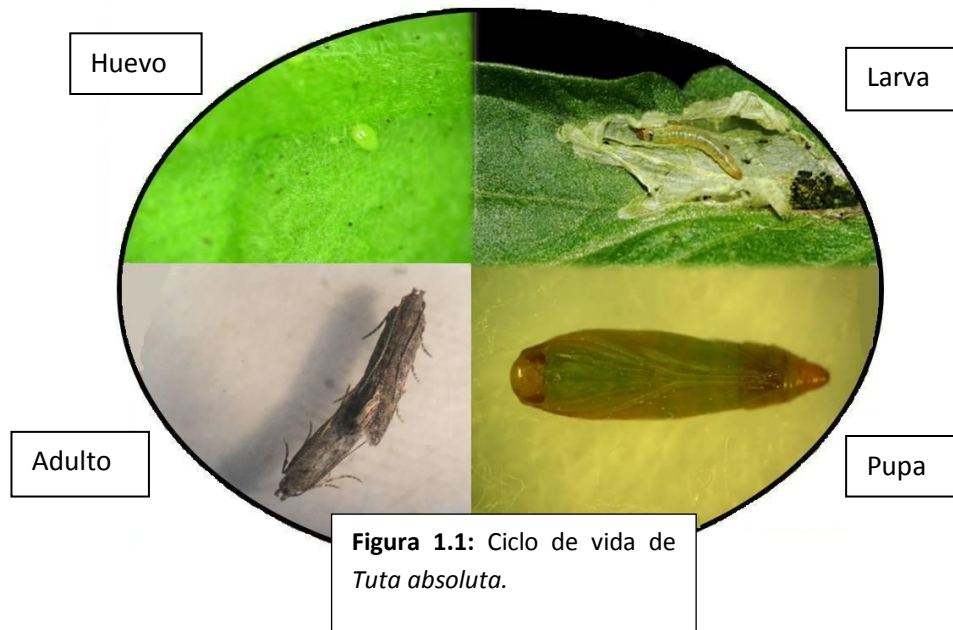 Huevo
Larva
Adulto
Pupa
Figura 1.1: Ciclo de vida de
Tuta absoluta.